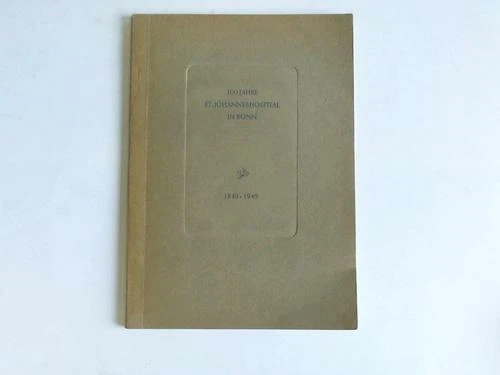 100 JAHRE
ST. JOHANNESHOSPITAL
IN BONN
1849-1949